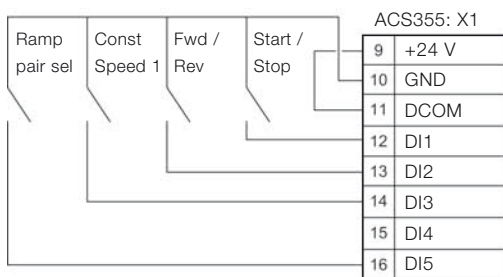 ACS355: X1
Ramp
pair sel
Const
Speed 1
Fwd /
Rev
Start /
Stop
9 +24 V
10 GND
11 DCOM
12 DI1
13 DI2
14 DI3
15 DI4
16 DI5